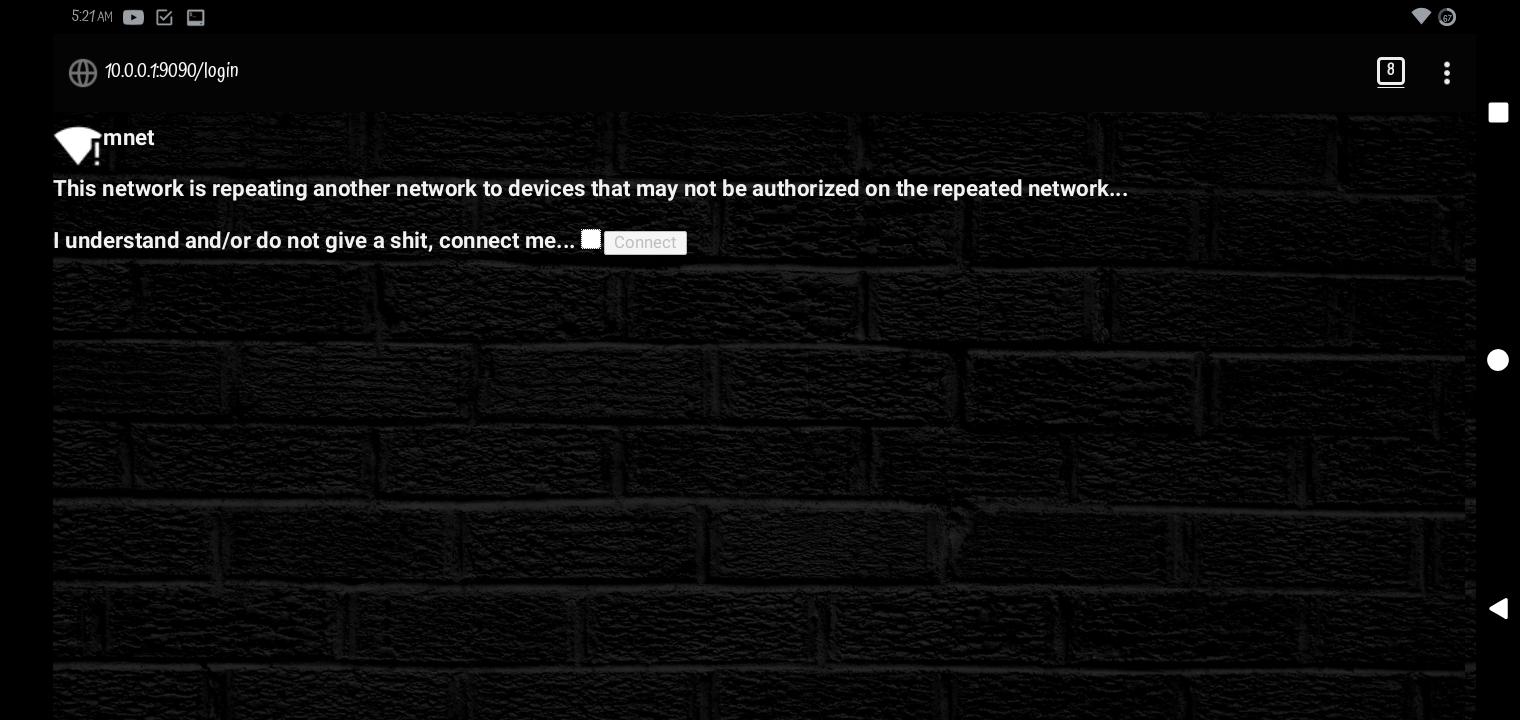 5:21 AM
67
10.0.0.1:9090/login
8
mnet
This network is repeating another network to devices that may not be authorized on the repeated network...
I understand and/or do not give a shit, connect me... Connect